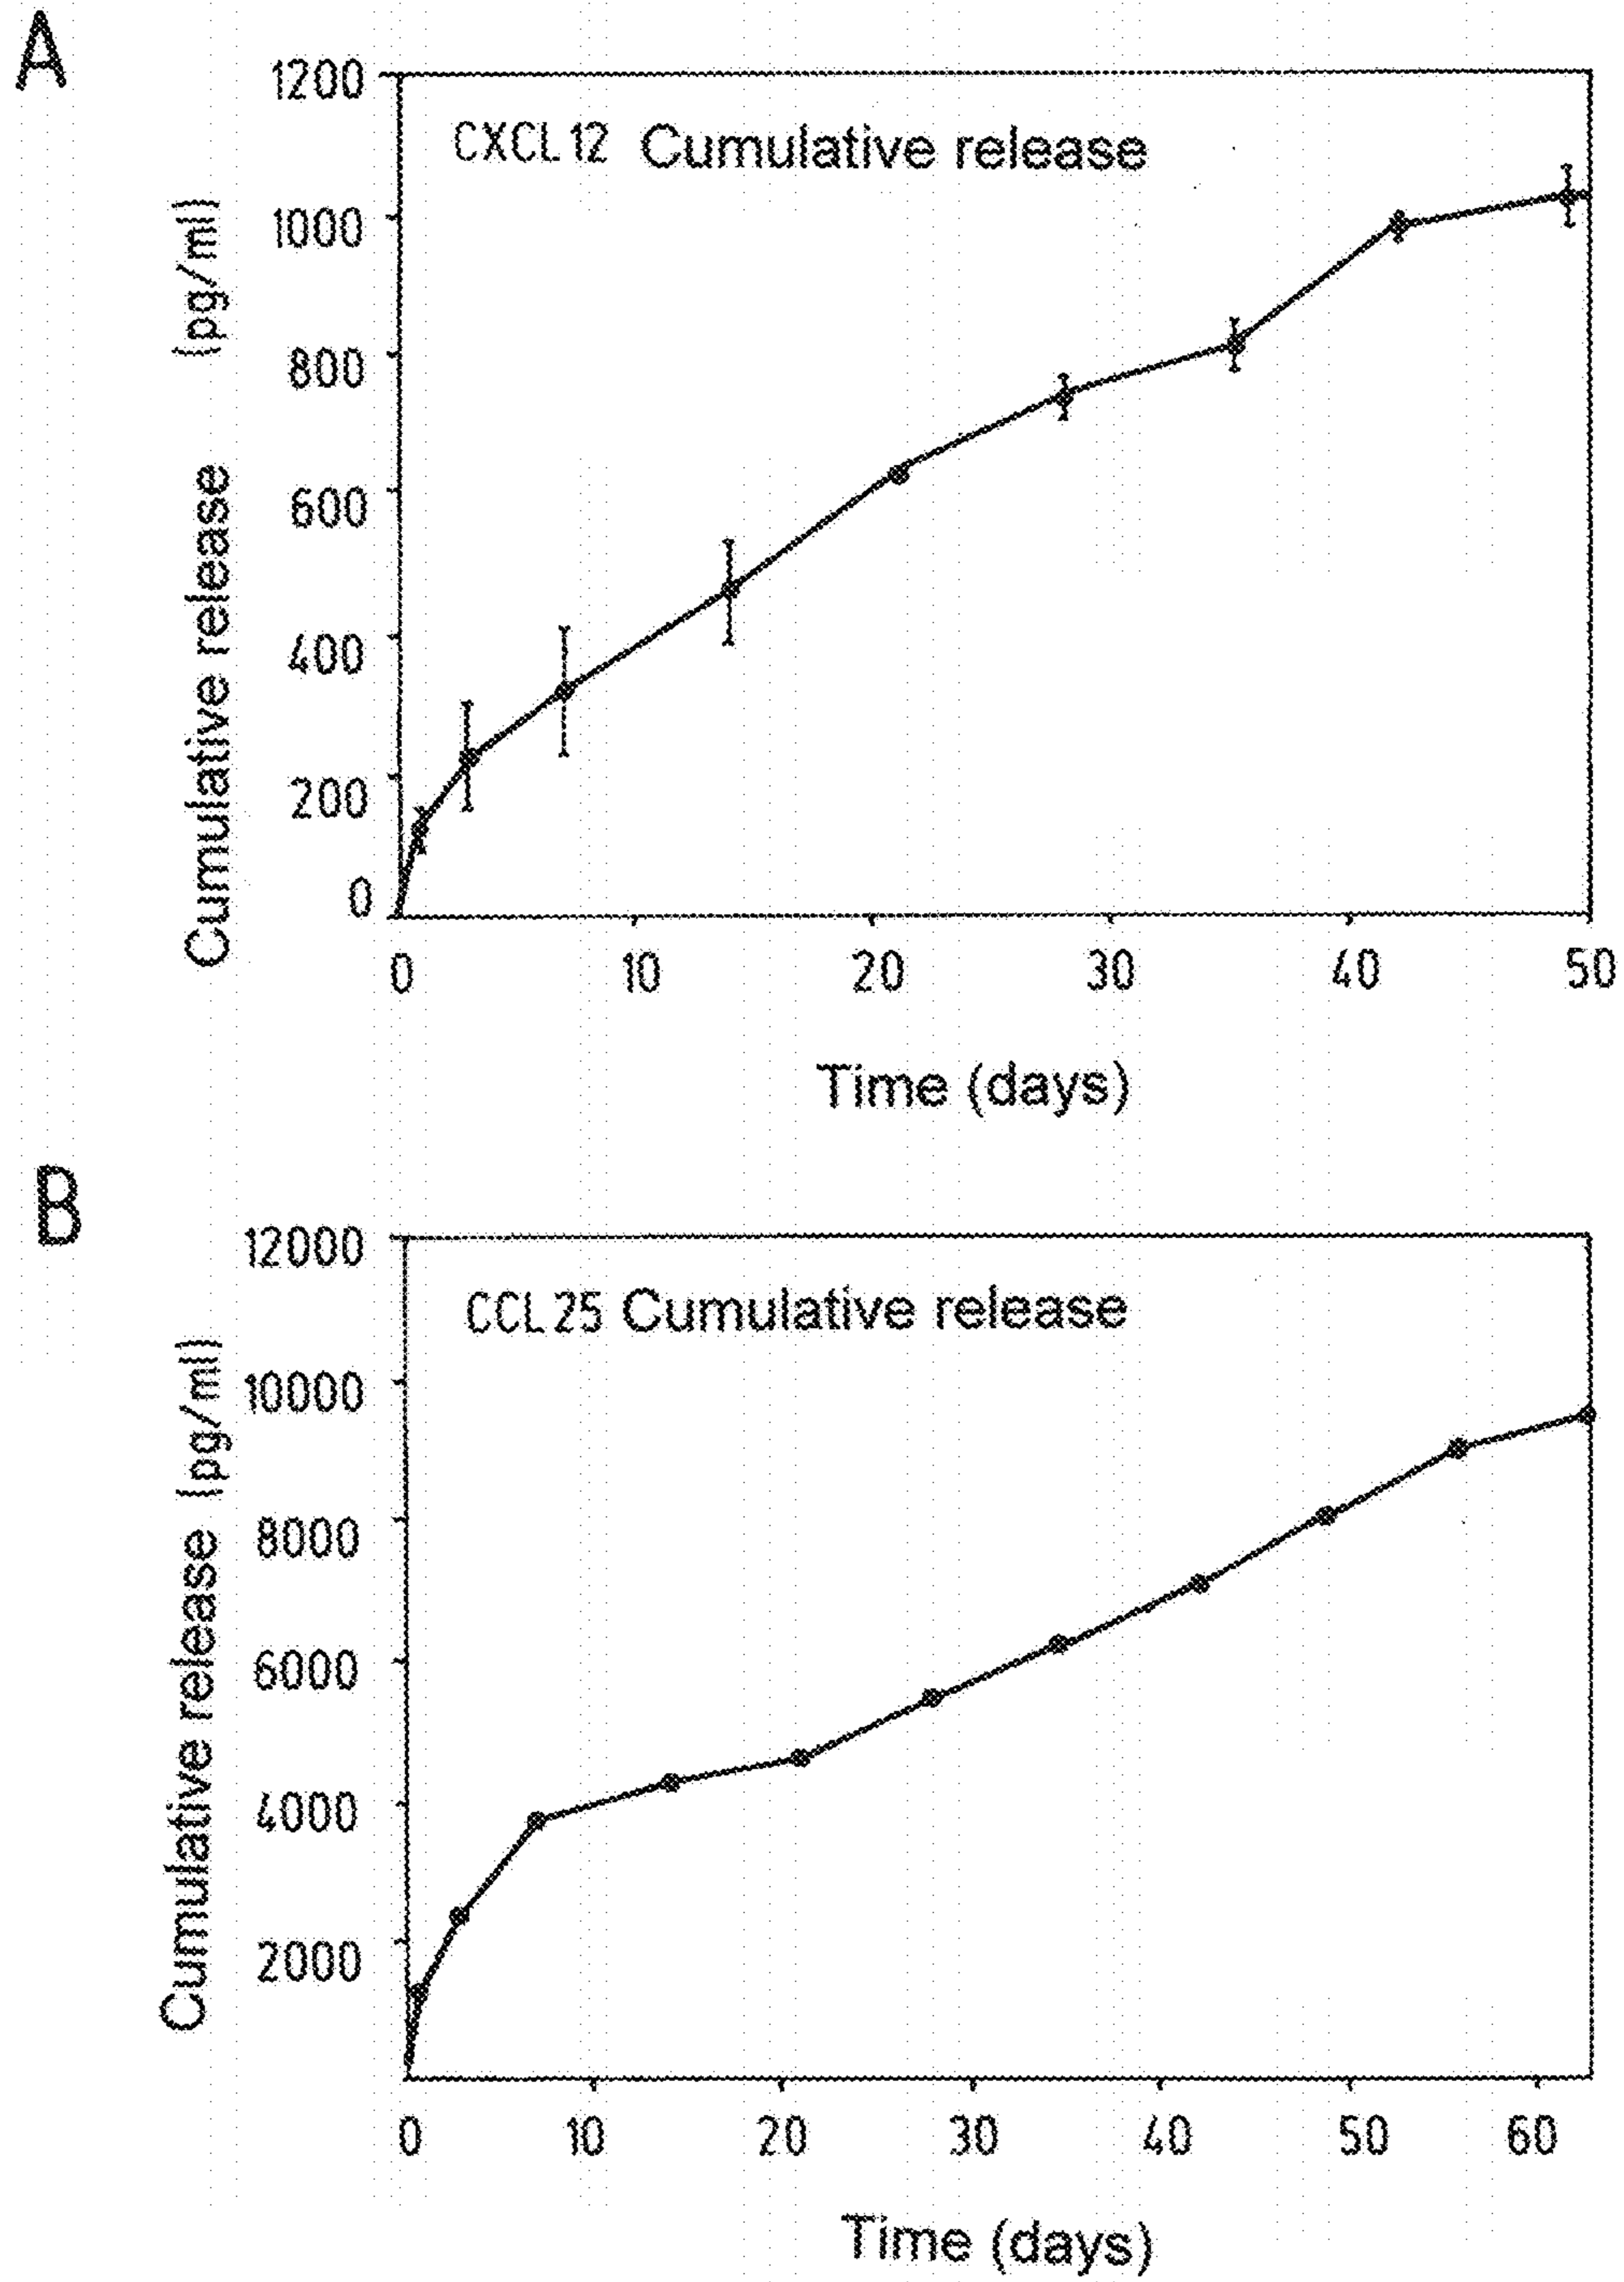 A
1200
CXCL12 Cumulative release
1000
800
600
400
200
0
Cumulative release [pg/ml]
0 10 20 30 40 50
Time (days)
B
12000
CCL25 Cumulative release
10000
8000
6000
4000
2000
Cumulative release [pg/ml]
0 10 20 30 40 50 60
Time (days)